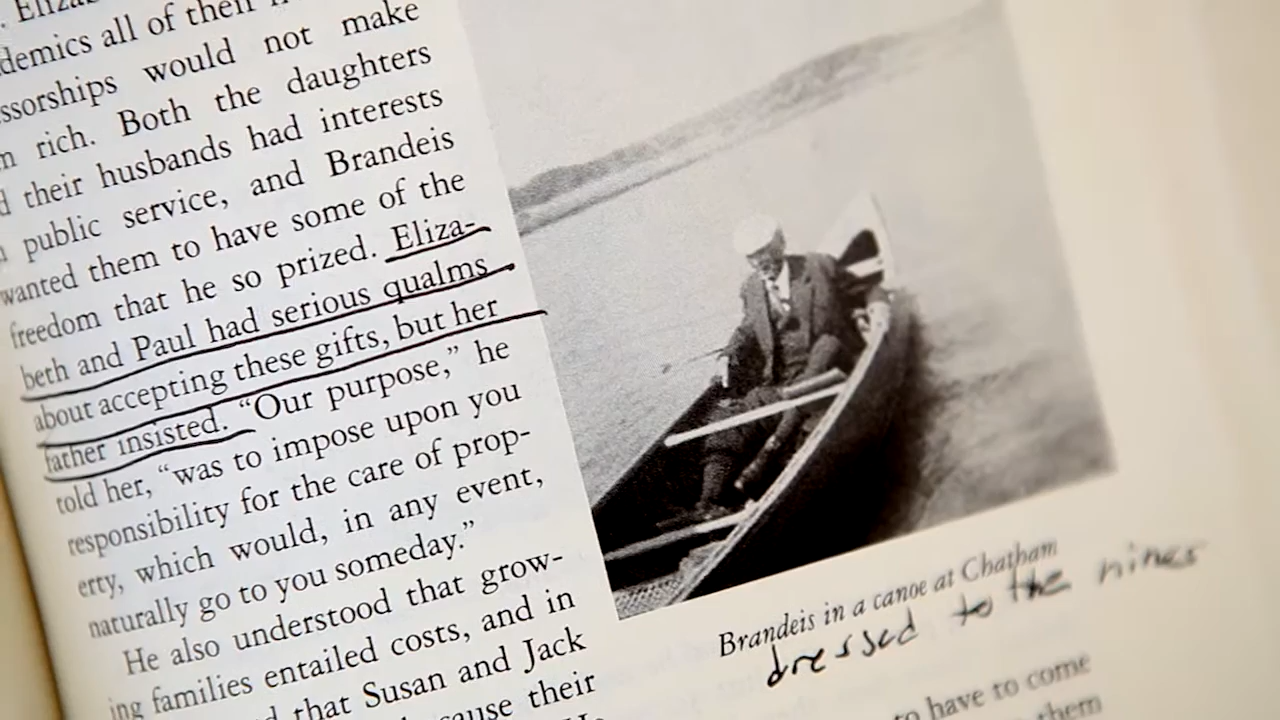 . Eliza
demics all of their
ssorships would not make
m rich. Both the daughters
d their husbands had interests
n public service, and Brandeis
wanted them to have some of the
freedom that he so prized. Eliza-
beth and Paul had serious qualms
about accepting these gifts, but her
father insisted. “Our purpose,” he
told her, “was to impose upon you
responsibility for the care of prop-
erty, which would, in any event,
naturally go to you someday.”
He also understood that grow-
ing families entailed costs, and in
d that Susan and Jack
cause their
Brandeis in a canoe at Chatham
dressed to the nines
to have to come
them